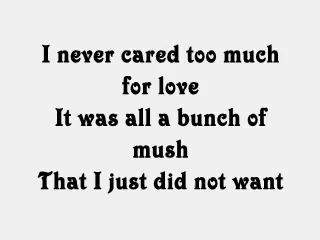 I never cared too much
for love
It was all a bunch of
mush
That I just did not want